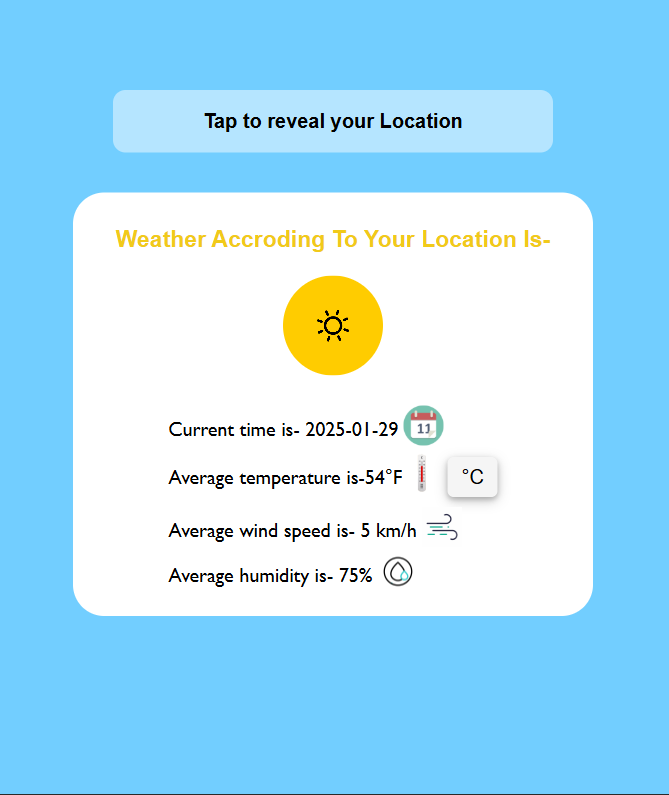 Tap to reveal your Location
Weather Accroding To Your Location Is-
Current time is- 2025-01-29 11
Average temperature is-54°F °C
Average wind speed is- 5 km/h
Average humidity is- 75%